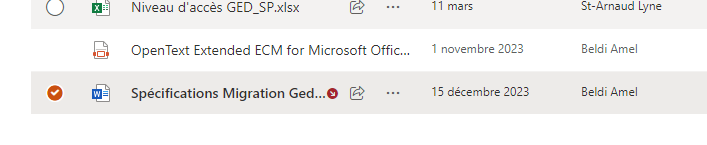 Niveau d'accès GED_SP.xlsx 11 mars St-Arnaud Lyne
OpenText Extended ECM for Microsoft Offic... 1 novembre 2023 Beldi Amel
Spécifications Migration Ged... 15 décembre 2023 Beldi Amel